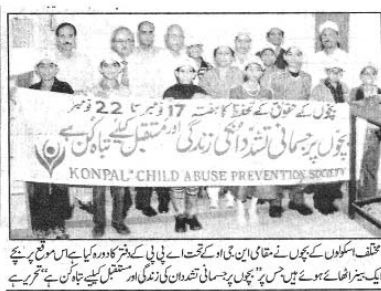 بچوں کے حقوق کے تحفظ کا ہفتہ 17 نومبر تا 22 نومبر
بچوں پر جسمانی تشدد انکی زندگی اور مستقبل کیلئے تباہ کن ہے
KONPAL" CHILD ABUSE PREVENTION SOCIETY
مختلف اسکولوں کے بچوں نے مقامی این جی او کے تحت اے پی پی کے دفتر کا دورہ کیا ہے اس موقع پر بچے
ایک بینر اٹھائے ہوئے ہیں جس پر "بچوں پر جسمانی تشدد ان کی زندگی اور مستقبل کیلیے تباہ کن ہے" تحریر ہے